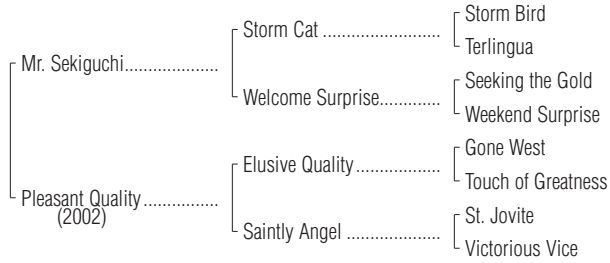 Storm Bird
Storm Cat ........................
Terlingua
Mr. Sekiguchi....................
Seeking the Gold
Welcome Surprise.............
Weekend Surprise
Gone West
Elusive Quality..................
Touch of Greatness
Pleasant Quality................
(2002)
St. Jovite
Saintly Angel ....................
Victorious Vice